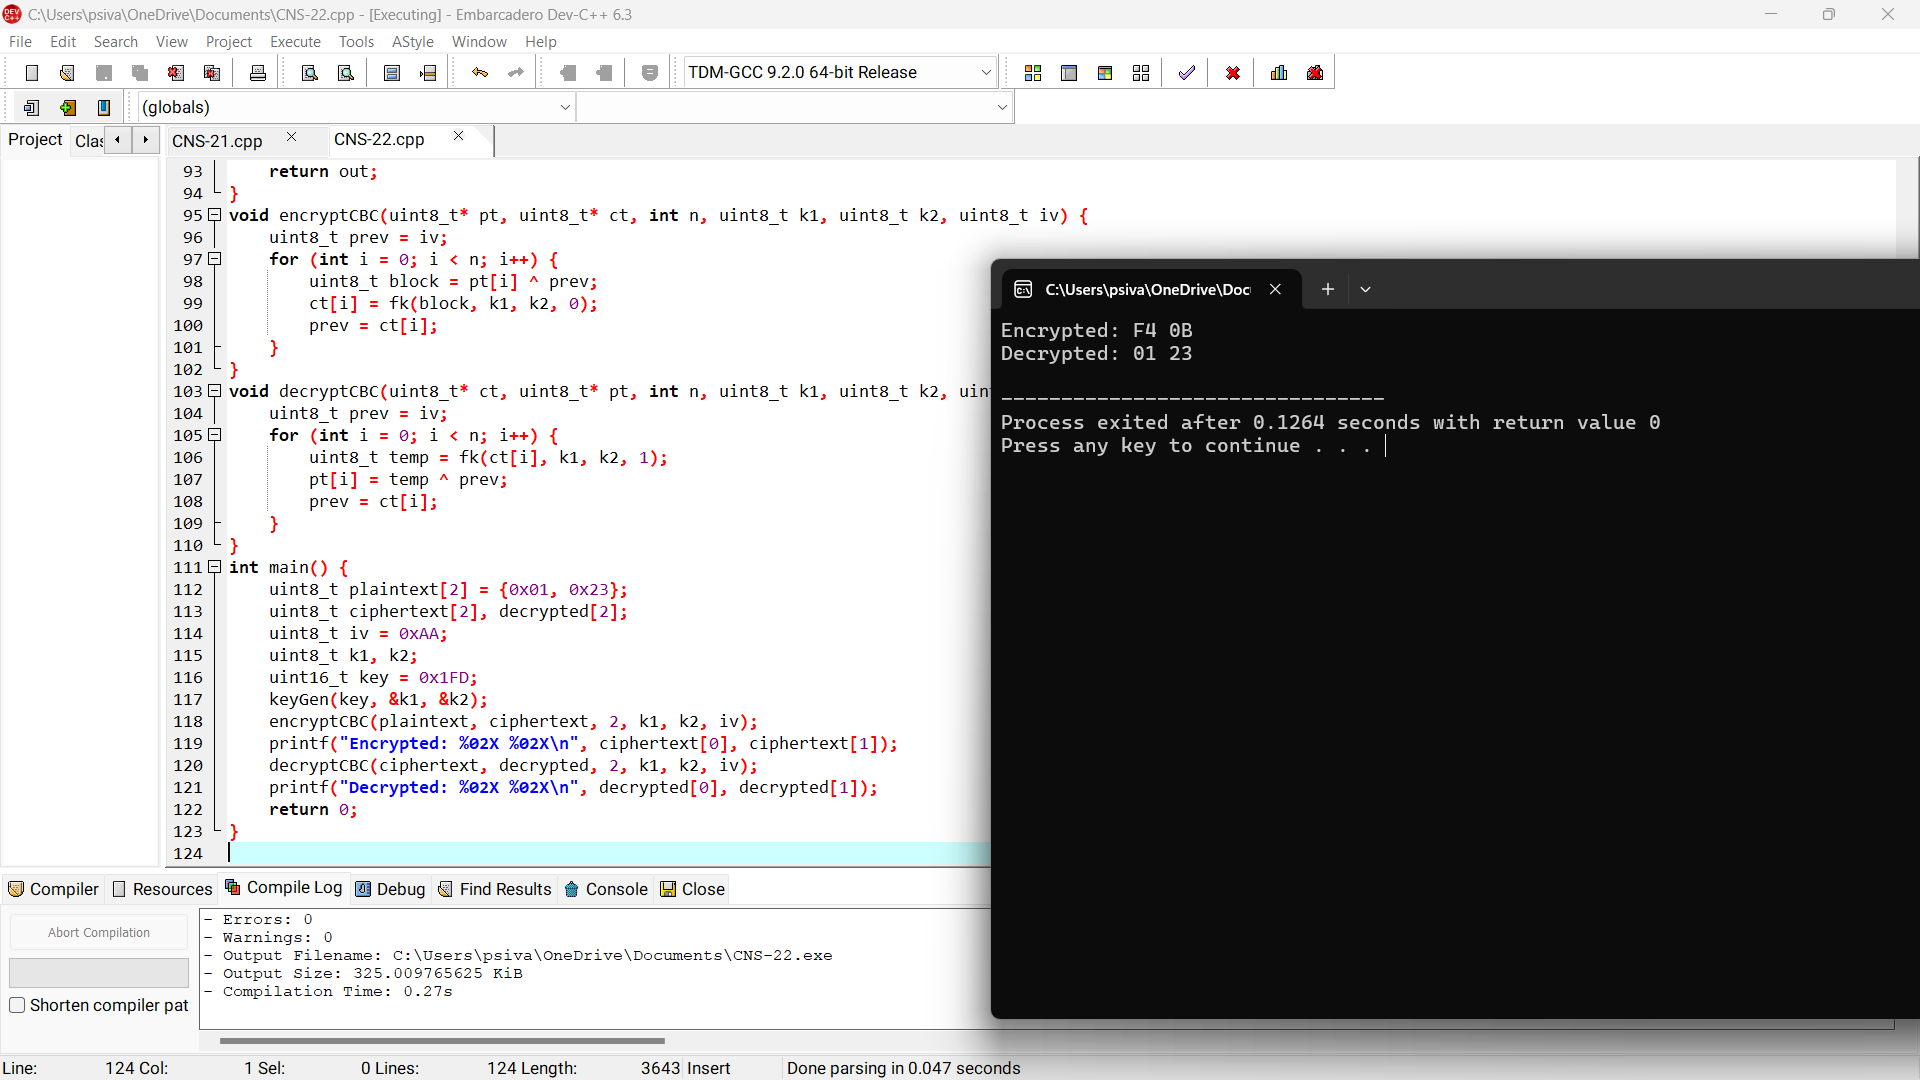 C:\Users\psiva\OneDrive\Documents\CNS-22.cpp - [Executing] - Embarcadero Dev-C++ 6.3
File Edit Search View Project Execute Tools AStyle Window Help
TDM-GCC 9.2.0 64-bit Release
(globals)
Project Clas CNS-21.cpp CNS-22.cpp
93 return out;
94 }
95 void encryptCBC(uint8_t* pt, uint8_t* ct, int n, uint8_t k1, uint8_t k2, uint8_t iv) {
96 uint8_t prev = iv;
97 for (int i = 0; i < n; i++) {
98 uint8_t block = pt[i] ^ prev;
99 ct[i] = fk(block, k1, k2, 0);
100 prev = ct[i];
101 }
102 }
103 void decryptCBC(uint8_t* ct, uint8_t* pt, int n, uint8_t k1, uint8_t k2, uin
104 uint8_t prev = iv;
105 for (int i = 0; i < n; i++) {
106 uint8_t temp = fk(ct[i], k1, k2, 1);
107 pt[i] = temp ^ prev;
108 prev = ct[i];
109 }
110 }
111 int main() {
112 uint8_t plaintext[2] = {0x01, 0x23};
113 uint8_t ciphertext[2], decrypted[2];
114 uint8_t iv = 0xAA;
115 uint8_t k1, k2;
116 uint16_t key = 0x1FD;
117 keyGen(key, &k1, &k2);
118 encryptCBC(plaintext, ciphertext, 2, k1, k2, iv);
119 printf("Encrypted: %02X %02X\n", ciphertext[0], ciphertext[1]);
120 decryptCBC(ciphertext, decrypted, 2, k1, k2, iv);
121 printf("Decrypted: %02X %02X\n", decrypted[0], decrypted[1]);
122 return 0;
123 }
124
C:\Users\psiva\OneDrive\Doc
Encrypted: F4 0B
Decrypted: 01 23
--------------------------------
Process exited after 0.1264 seconds with return value 0
Press any key to continue . . .
Compiler Resources Compile Log Debug Find Results Console Close
Abort Compilation
Shorten compiler pat
- Errors: 0
- Warnings: 0
- Output Filename: C:\Users\psiva\OneDrive\Documents\CNS-22.exe
- Output Size: 325.009765625 KiB
- Compilation Time: 0.27s
Line: 124 Col: 1 Sel: 0 Lines: 124 Length: 3643 Insert Done parsing in 0.047 seconds